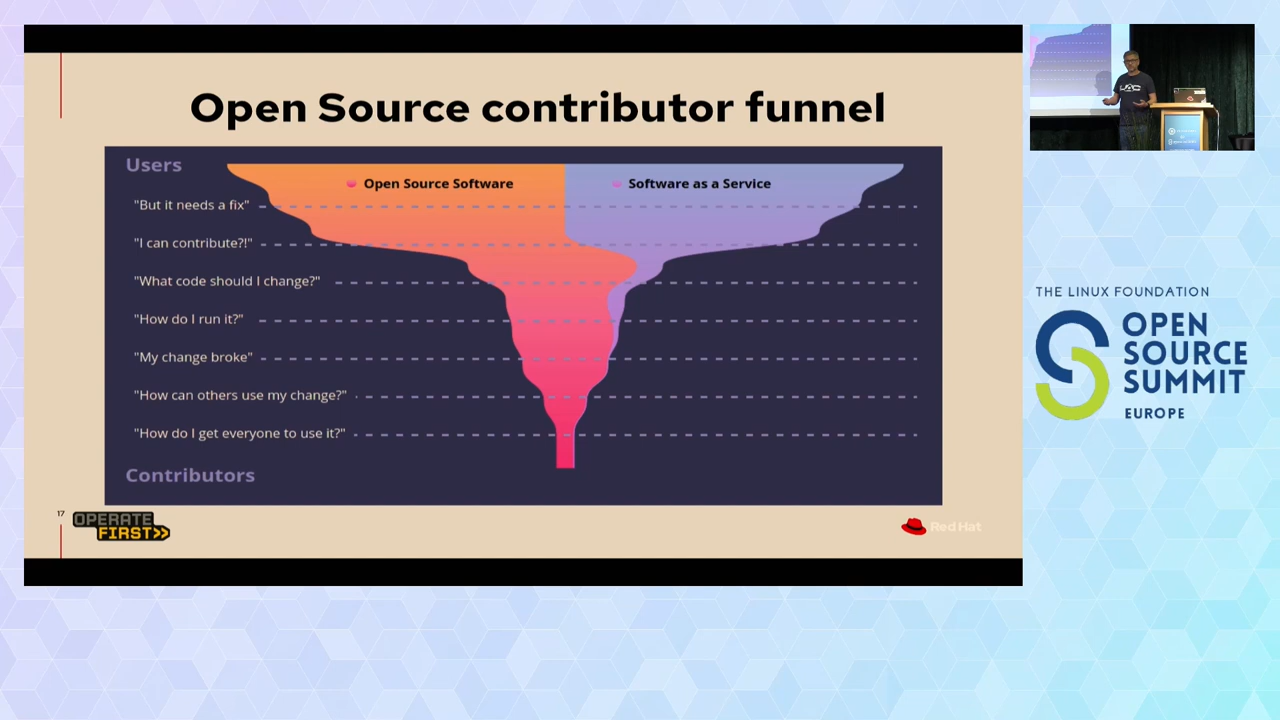 Open Source contributor funnel
Users
Open Source Software
Software as a Service
"But it needs a fix"
"I can contribute?!"
"What code should I change?"
"How do I run it?"
"My change broke"
"How can others use my change?"
"How do I get everyone to use it?"
Contributors
17
OPERATE
FIRST>>
Red Hat
THE LINUX FOUNDATION
OPEN
SOURCE
SUMMIT
EUROPE